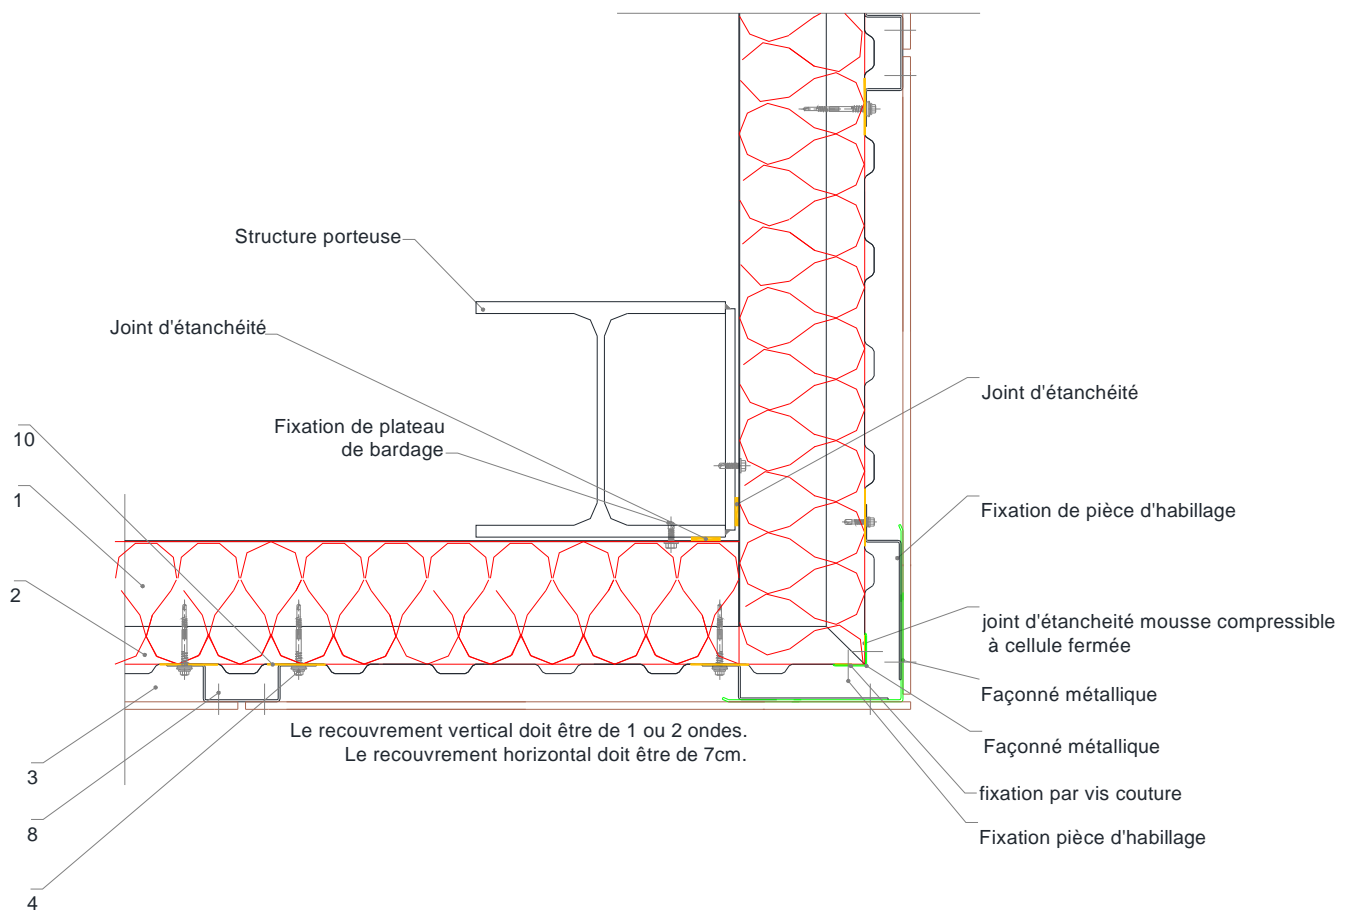 Structure porteuse
Joint d'étanchéité
Fixation de plateau
de bardage
10
1
2
3
8
4
Le recouvrement vertical doit être de 1 ou 2 ondes.
Le recouvrement horizontal doit être de 7cm.
Joint d'étanchéité
Fixation de pièce d'habillage
joint d'étancheité mousse compressible
à cellule fermée
Façonné métallique
Façonné métallique
fixation par vis couture
Fixation pièce d'habillage